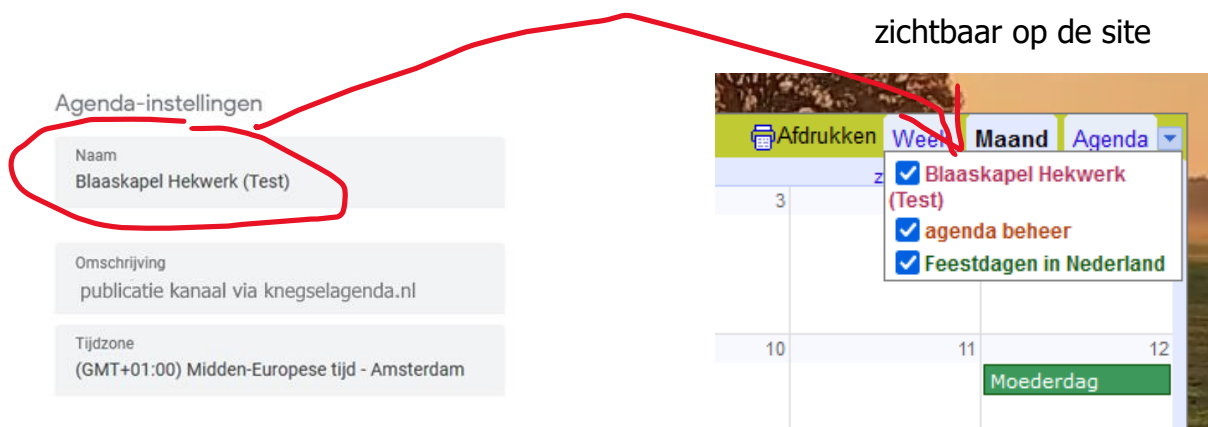 zichtbaar op de site
Agenda-instellingen
Naam
Blaaskapel Hekwerk (Test)
Omschrijving
publicatie kanaal via knegselagenda.nl
Tijdzone
(GMT+01:00) Midden-Europese tijd - Amsterdam
Afdrukken Week Maand Agenda
z
3
Blaaskapel Hekwerk
(Test)
agenda beheer
Feestdagen in Nederland
10 11 12
Moederdag